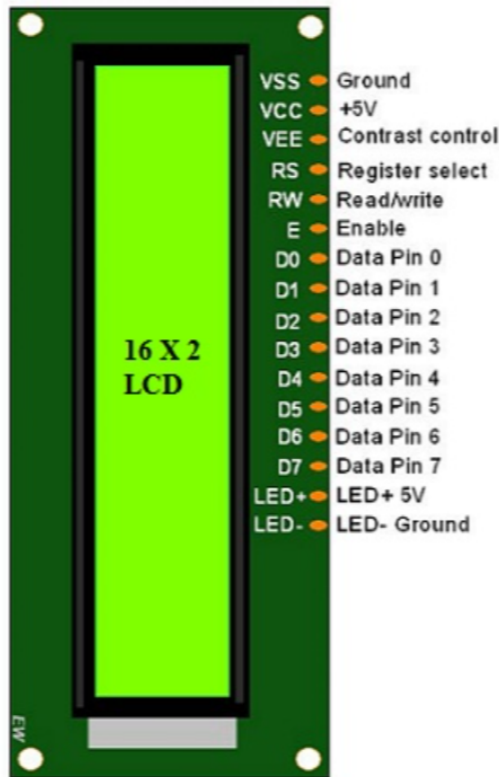 VSS Ground
VCC +5V
VEE Contrast control
RS Register select
RW Read/write
E Enable
D0 Data Pin 0
D1 Data Pin 1
D2 Data Pin 2
D3 Data Pin 3
D4 Data Pin 4
D5 Data Pin 5
D6 Data Pin 6
D7 Data Pin 7
LED+ LED+ 5V
LED- LED- Ground
16 X 2
LCD
EW